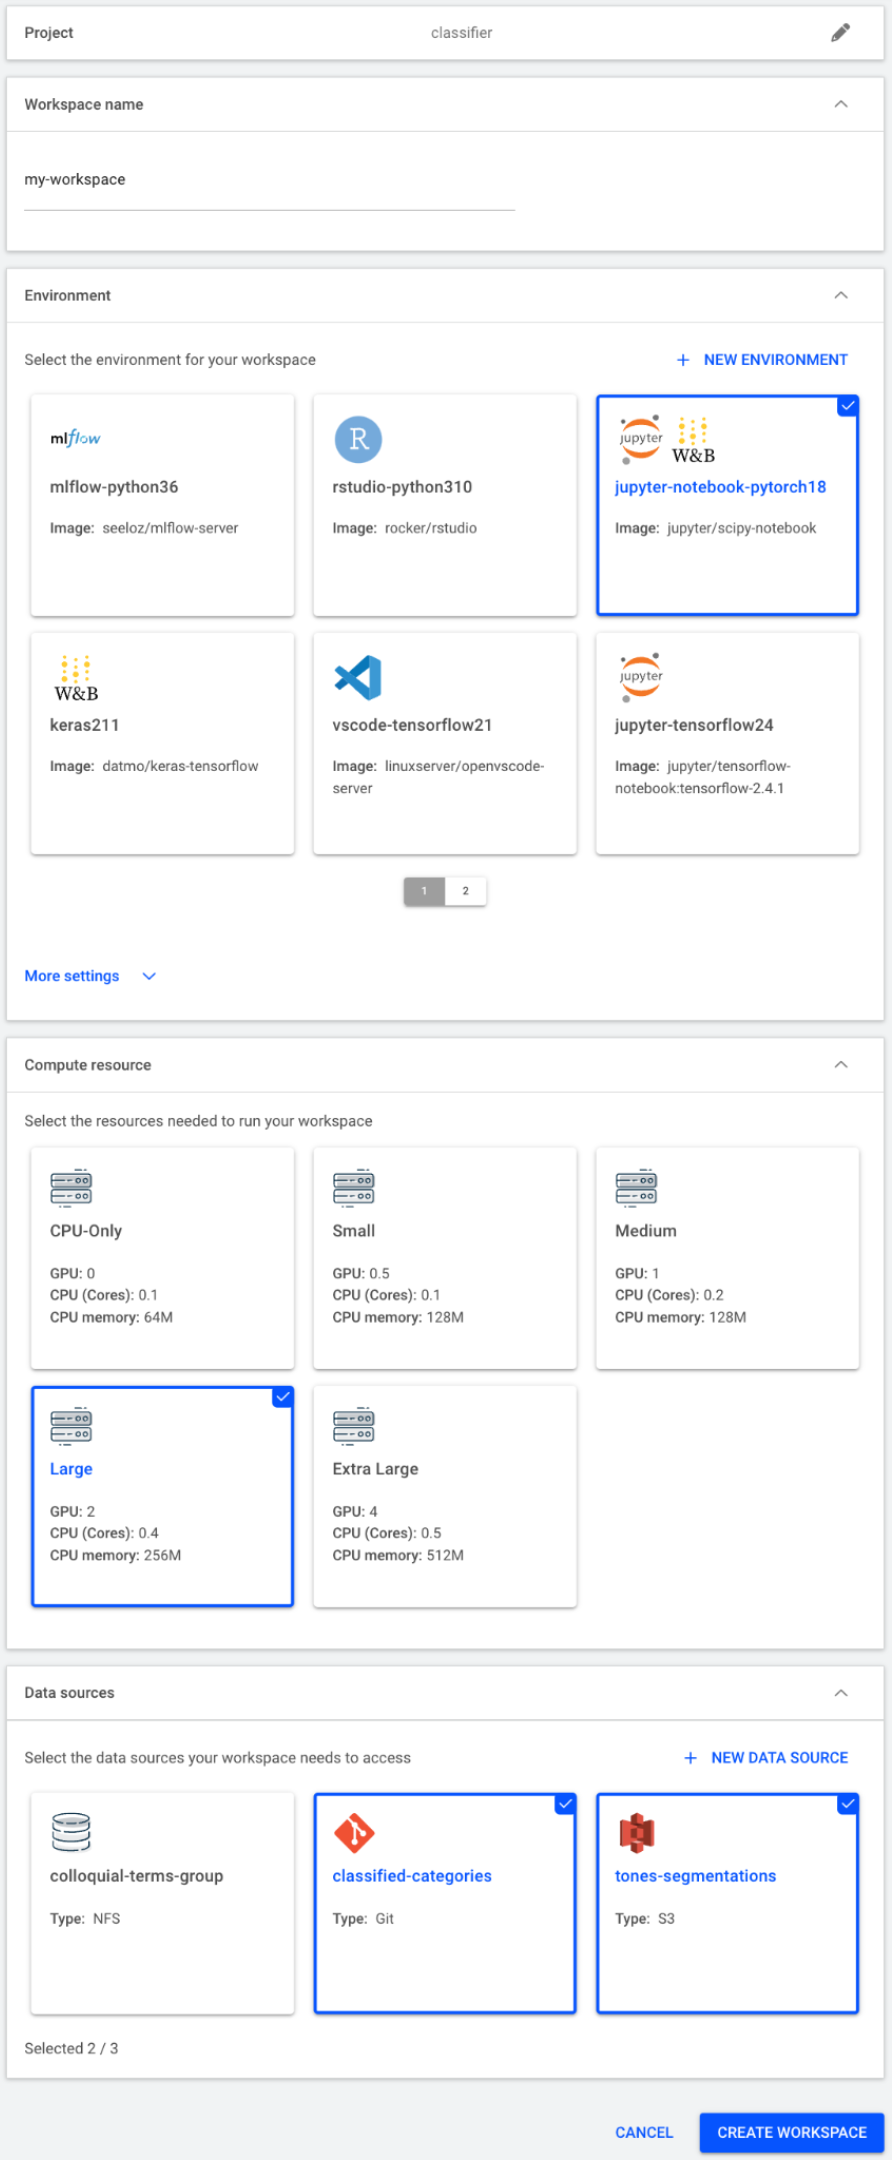 Project classifier
Workspace name
my-workspace
Environment
Select the environment for your workspace
+ NEW ENVIRONMENT
mlflow
mlflow-python36
Image: seeloz/mlflow-server
R
rstudio-python310
Image: rocker/rstudio
jupyter W&B
jupyter-notebook-pytorch18
Image: jupyter/scipy-notebook
W&B
keras211
Image: datmo/keras-tensorflow
vscode-tensorflow21
Image: linuxserver/openvscode-
server
jupyter
jupyter-tensorflow24
Image: jupyter/tensorflow-
notebook:tensorflow-2.4.1
1 2
More settings
Compute resource
Select the resources needed to run your workspace
CPU-Only
GPU: 0
CPU (Cores): 0.1
CPU memory: 64M
Small
GPU: 0.5
CPU (Cores): 0.1
CPU memory: 128M
Medium
GPU: 1
CPU (Cores): 0.2
CPU memory: 128M
Large
GPU: 2
CPU (Cores): 0.4
CPU memory: 256M
Extra Large
GPU: 4
CPU (Cores): 0.5
CPU memory: 512M
Data sources
Select the data sources your workspace needs to access
+ NEW DATA SOURCE
colloquial-terms-group
Type: NFS
classified-categories
Type: Git
tones-segmentations
Type: S3
Selected 2 / 3
CANCEL
CREATE WORKSPACE